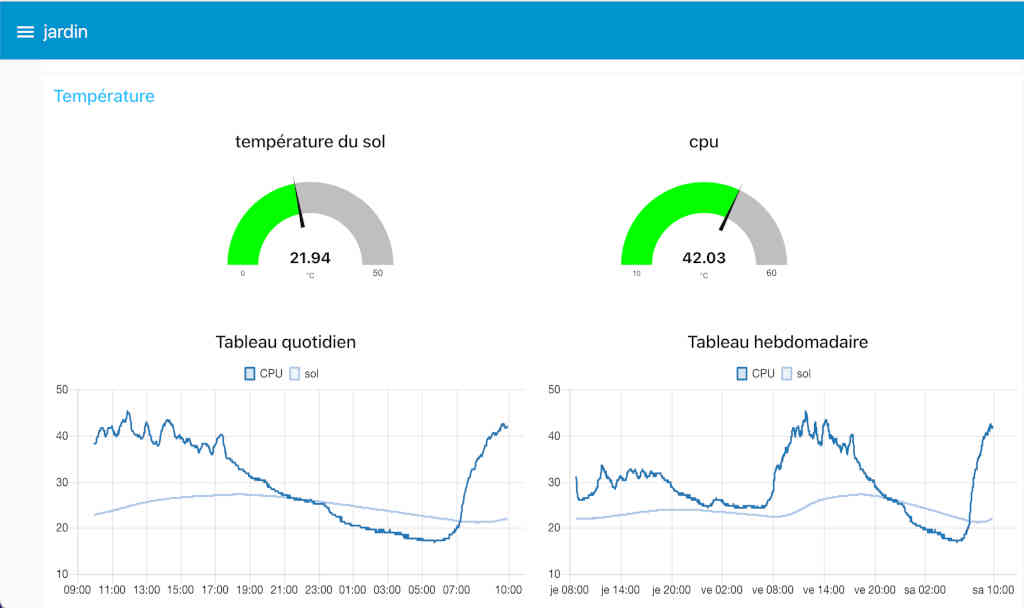 jardin
Température
température du sol
cpu
21.94
0 °C 50
42.03
10 °C 60
Tableau quotidien
Tableau hebdomadaire
CPU sol
CPU sol
50
40
30
20
10
09:00 11:00 13:00 15:00 17:00 19:00 21:00 23:00 01:00 03:00 05:00 07:00 10:00
50
40
30
20
10
je 08:00 je 14:00 je 20:00 ve 02:00 ve 08:00 ve 14:00 ve 20:00 sa 02:00 sa 10:00